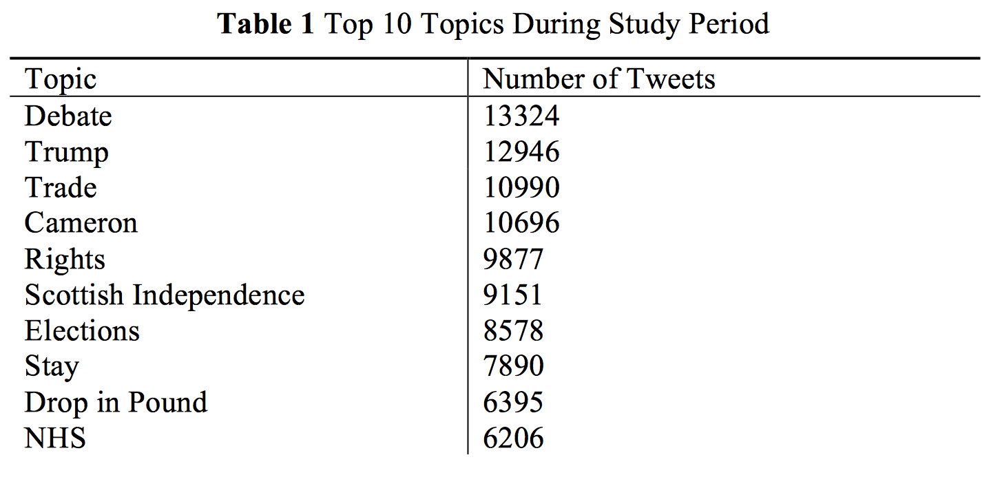 Table 1 Top 10 Topics During Study Period
Topic Number of Tweets
Debate 13324
Trump 12946
Trade 10990
Cameron 10696
Rights 9877
Scottish Independence 9151
Elections 8578
Stay 7890
Drop in Pound 6395
NHS 6206